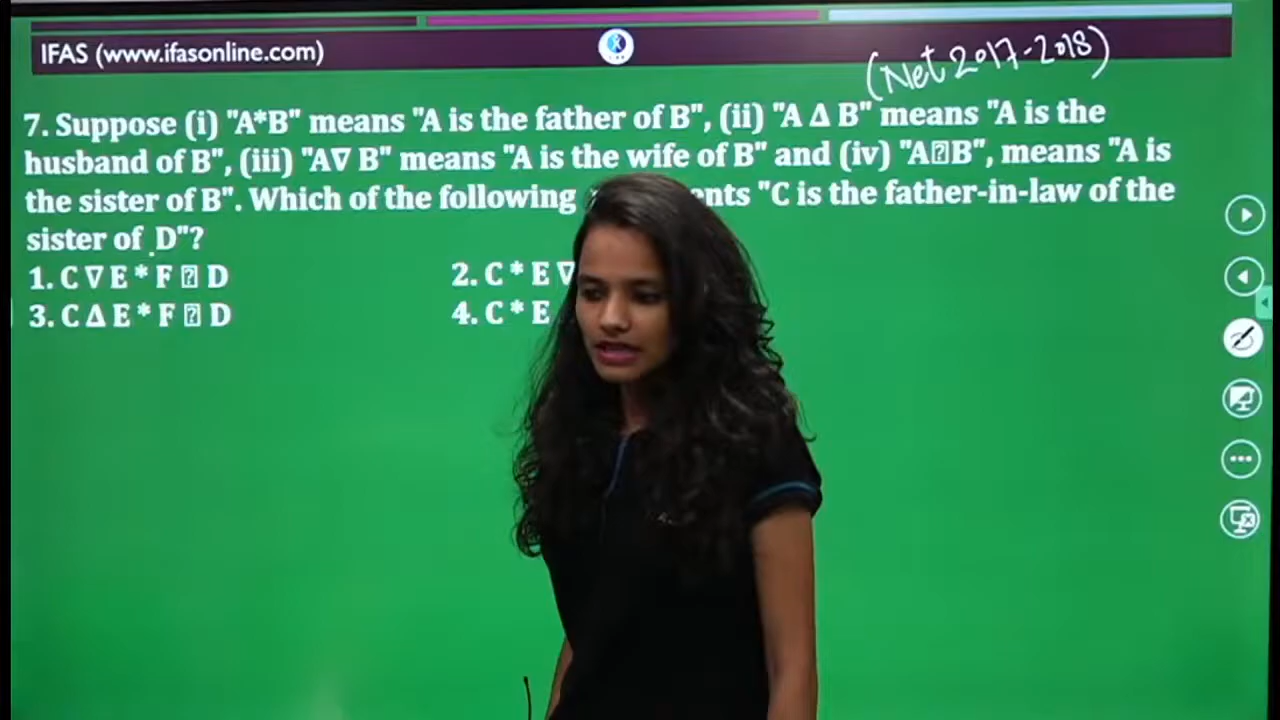 IFAS (www.ifasonline.com)
(Net 2017-2018)
7. Suppose (i) "A*B" means "A is the father of B", (ii) "A Δ B" means "A is the
husband of B", (iii) "A∇ B" means "A is the wife of B" and (iv) "A⍰B", means "A is
the sister of B". Which of the following nts "C is the father-in-law of the
sister of D"?
1. C ∇ E * F ⍰ D
2. C * E ∇
3. C Δ E * F ⍰ D
4. C * E